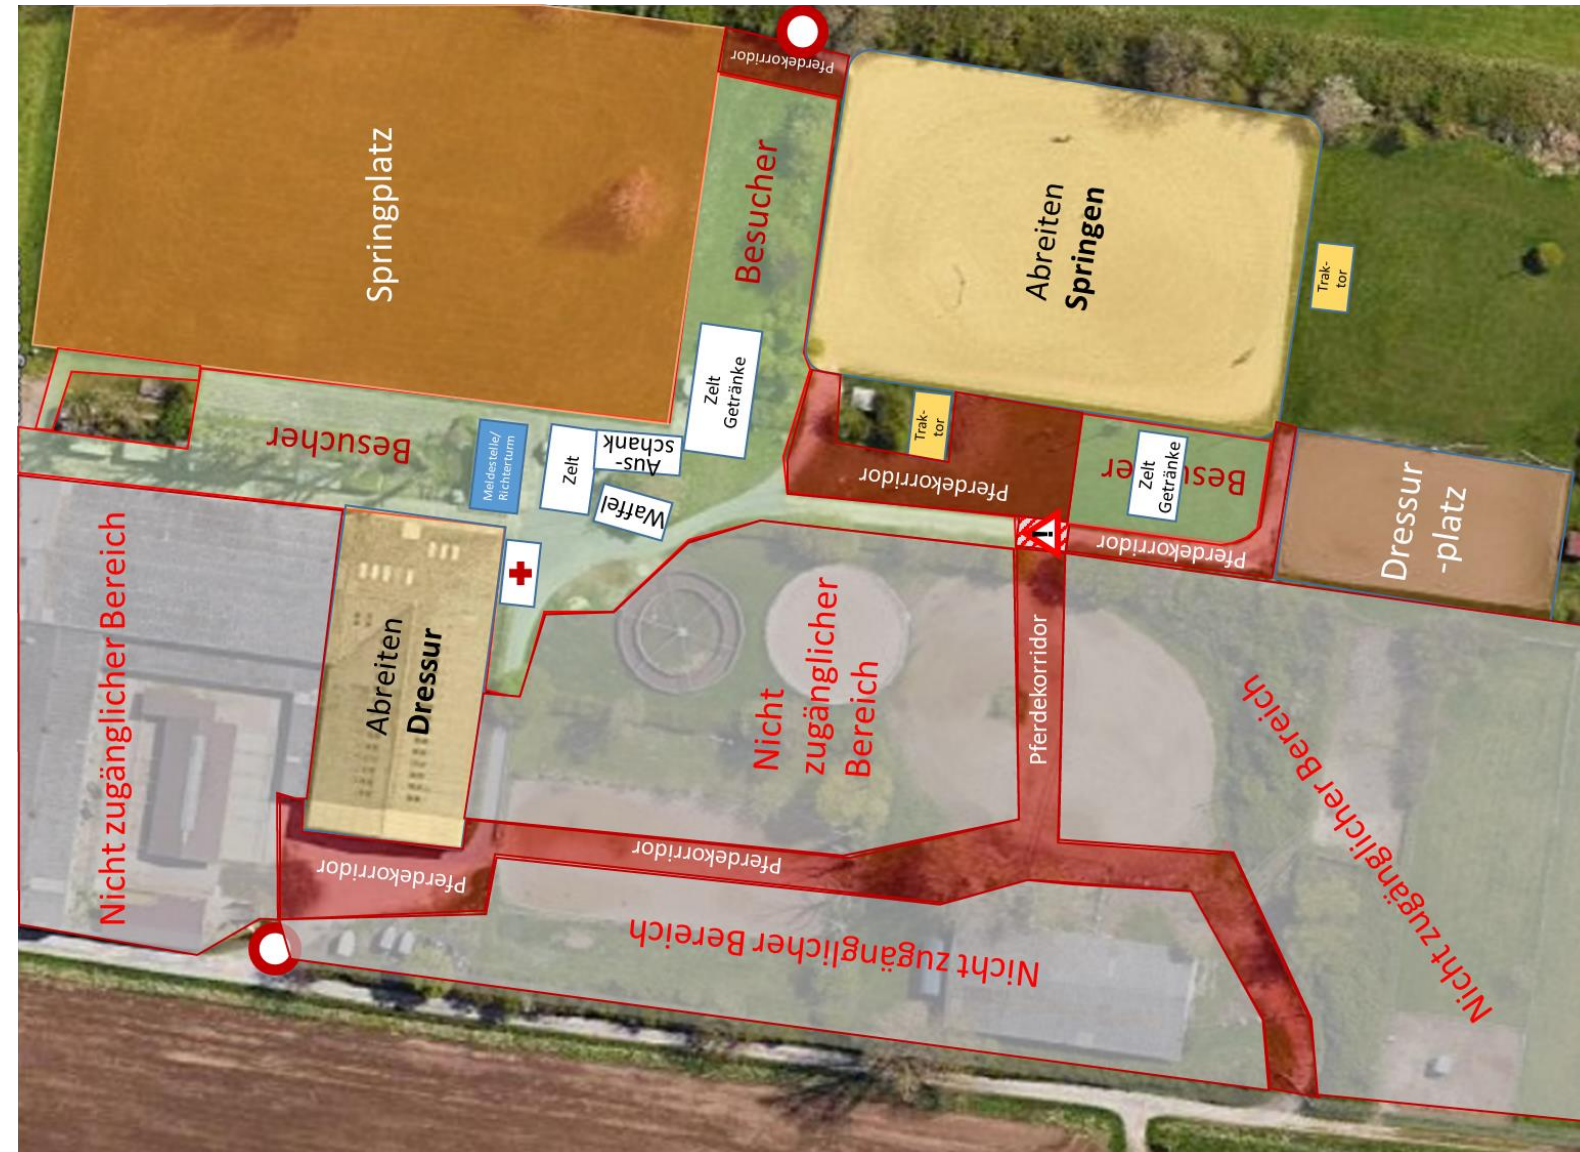 Pferdekorridor
Springplatz
Besucher
Abreiten
Springen
Trak-
tor
Zelt
Getränke
Besucher
Meldestelle/
Richterturm
Zelt
Aus-
schank
Waffel
Trak-
tor
Pferdekorridor
Besucher
Zelt
Getränke
Dressur
-platz
Pferdekorridor
!
Nicht zugänglicher Bereich
Abreiten
Dressur
Nicht
zugänglicher
Bereich
Pferdekorridor
Nicht zugänglicher Bereich
Pferdekorridor
Pferdekorridor
Nicht zugänglicher Bereich